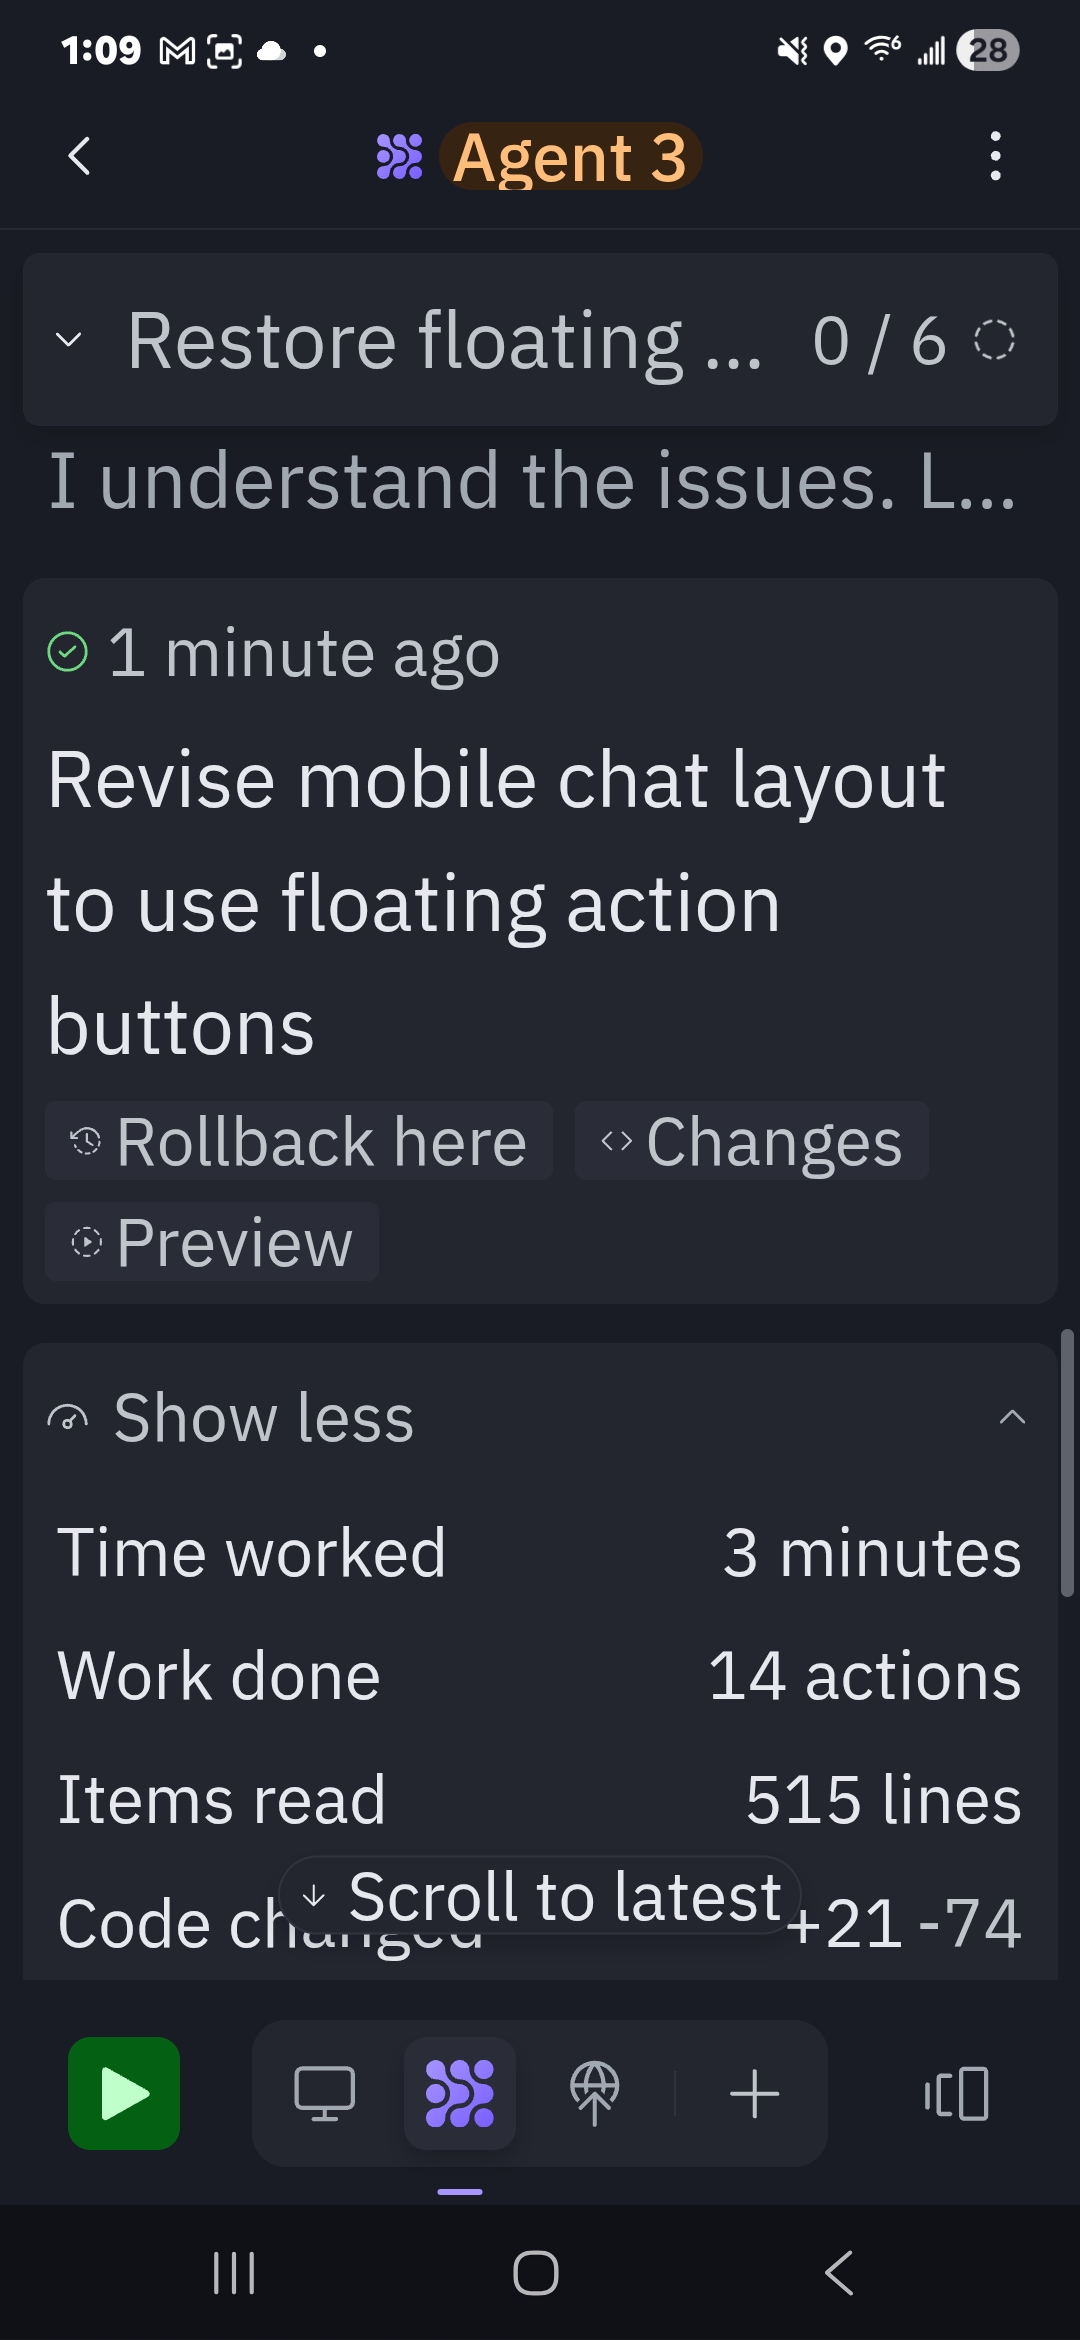 1:09
6
28
Agent 3
Restore floating ... 0 / 6
I understand the issues. L...
1 minute ago
Revise mobile chat layout
to use floating action
buttons
Rollback here
Changes
Preview
Show less
Time worked 3 minutes
Work done 14 actions
Items read 515 lines
Scroll to latest
Code changed +21 -74